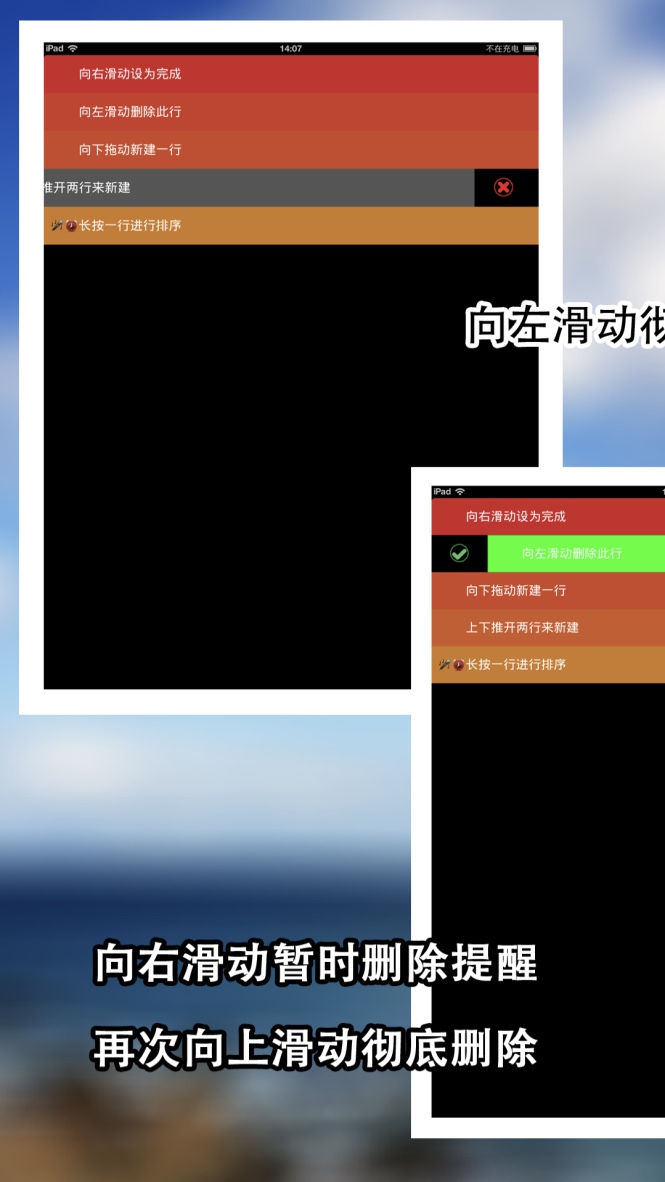 iPad 14:07 不在充电
向右滑动设为完成
向左滑动删除此行
向下拖动新建一行
推开两行来新建
长按一行进行排序
向左滑动彻
iPad
向右滑动设为完成
向左滑动删除此行
向下拖动新建一行
上下推开两行来新建
长按一行进行排序
向右滑动暂时删除提醒
再次向上滑动彻底删除